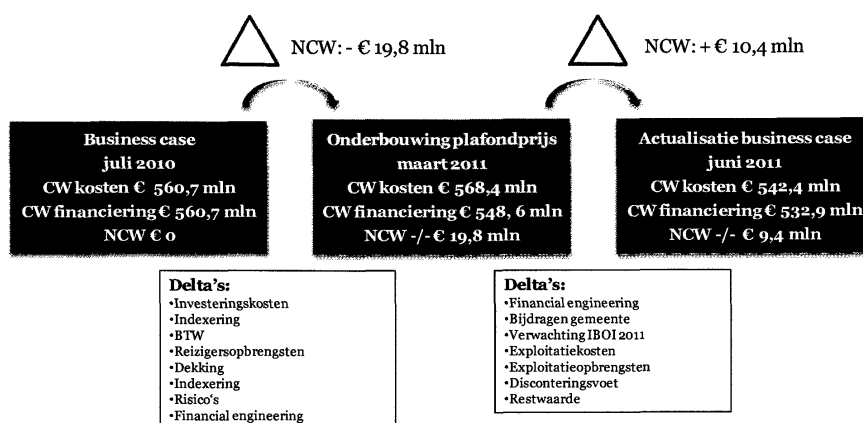 NCW: - € 19,8 mln
NCW: + € 10,4 mln
Business case
juli 2010
CW kosten € 560,7 mln
CW financiering € 560,7 mln
NCW € 0
Onderbouwing plafondprijs
maart 2011
CW kosten € 568,4 mln
CW financiering € 548, 6 mln
NCW -/- € 19,8 mln
Actualisatie business case
juni 2011
CW kosten € 542,4 mln
CW financiering € 532,9 mln
NCW -/- € 9,4 mln
Delta's:
•Investeringskosten
•Indexering
•BTW
•Reizigersopbrengsten
•Dekking
•Indexering
•Risico's
•Financial engineering
Delta's:
•Financial engineering
•Bijdragen gemeente
•Verwachting IBOI 2011
•Exploitatiekosten
•Exploitatieopbrengsten
•Disconteringsvoet
•Restwaarde